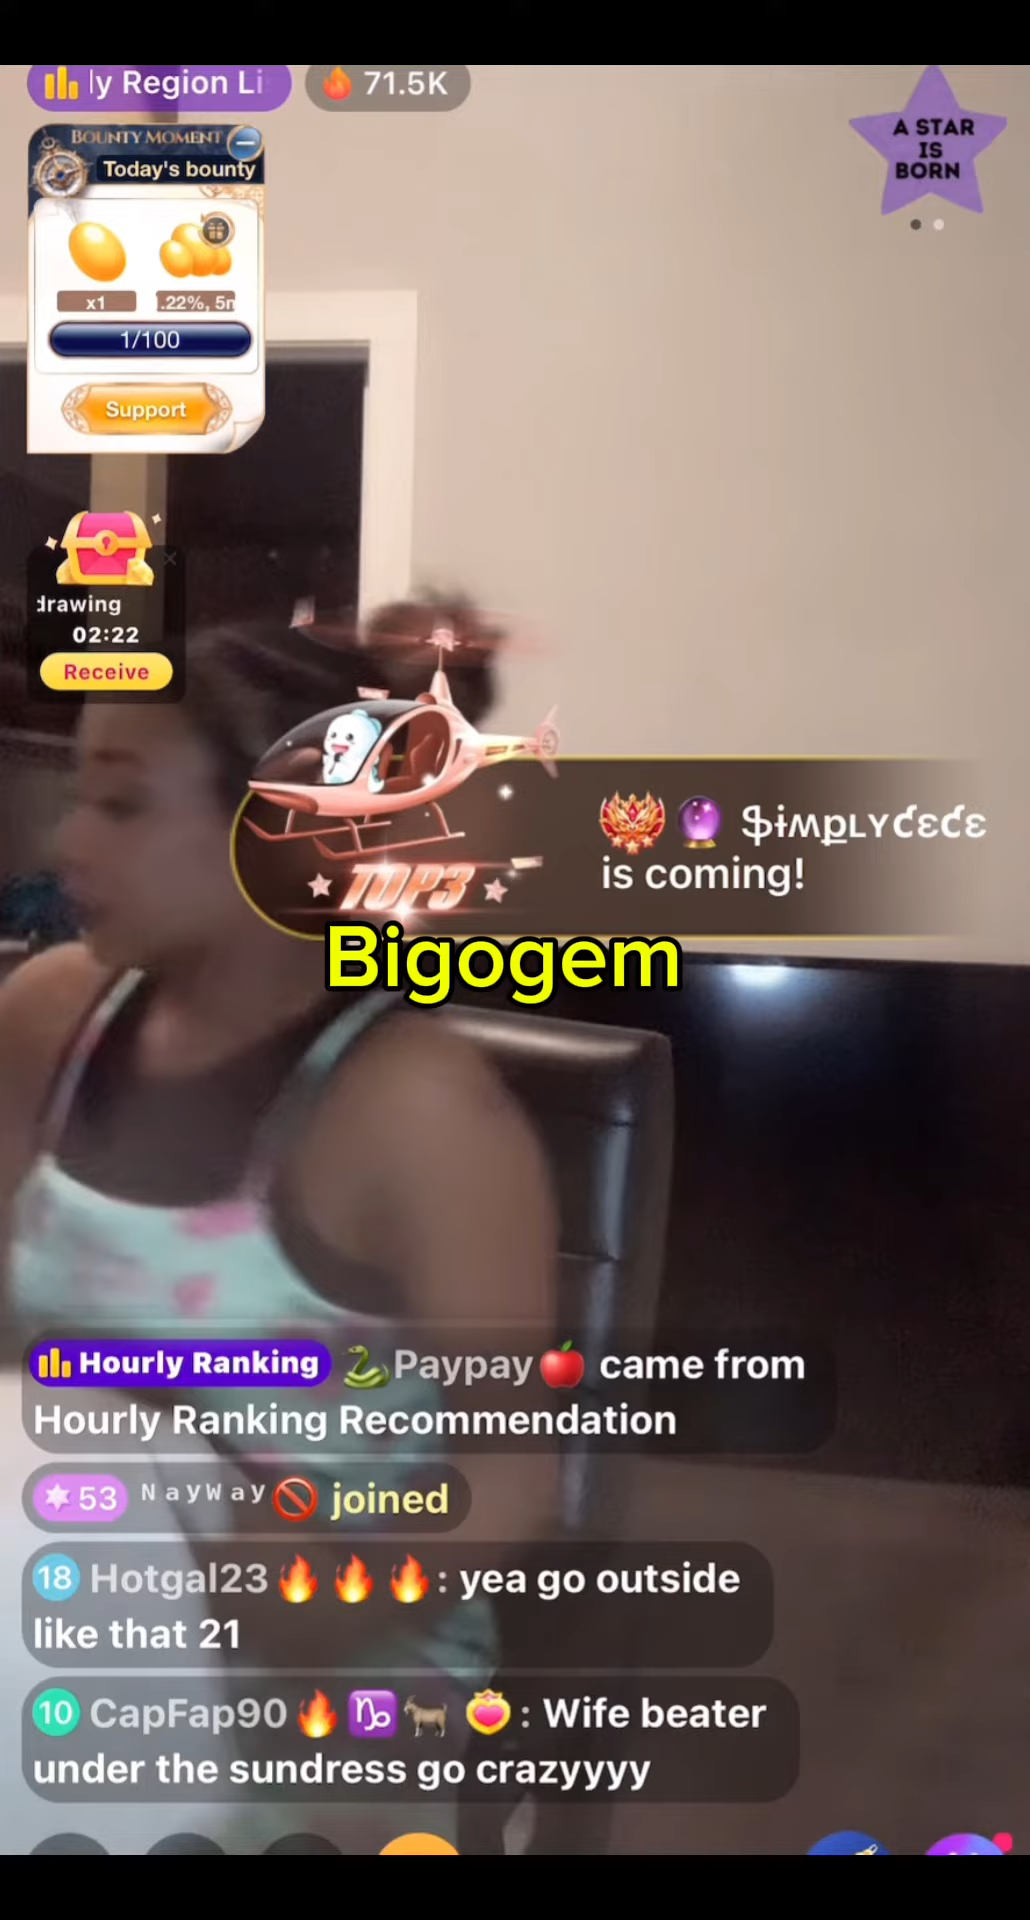 ly Region Li
71.5K
A STAR
IS
BORN
BOUNTY MOMENT
Today's bounty
x1
.22%, 5
1/100
Support
drawing
02:22
Receive
$ɨʍքʟʏƈɛƈɛ
is coming!
TOP3
Bigogem
Hourly Ranking 🐍Paypay🍎 came from
Hourly Ranking Recommendation
53 ᴺᵃʸᵂᵃʸ🚫 joined
18 Hotgal23🔥🔥🔥: yea go outside
like that 21
10 CapFap90🔥♑🐐💝: Wife beater
under the sundress go crazyyyy